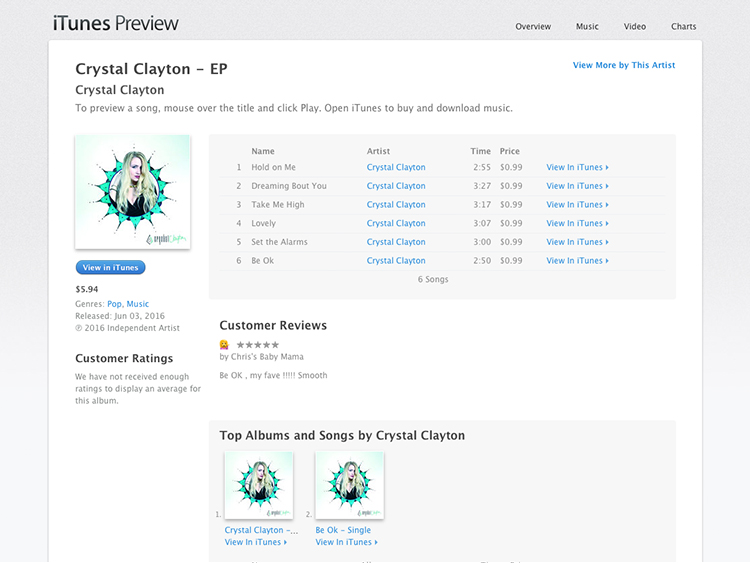 iTunes Preview
Overview Music Video Charts
Crystal Clayton – EP
View More by This Artist
Crystal Clayton
To preview a song, mouse over the title and click Play. Open iTunes to buy and download music.
Name Artist Time Price
1 Hold on Me Crystal Clayton 2:55 $0.99 View In iTunes
2 Dreaming Bout You Crystal Clayton 3:27 $0.99 View In iTunes
3 Take Me High Crystal Clayton 3:17 $0.99 View In iTunes
4 Lovely Crystal Clayton 3:07 $0.99 View In iTunes
5 Set the Alarms Crystal Clayton 3:00 $0.99 View In iTunes
6 Be Ok Crystal Clayton 2:50 $0.99 View In iTunes
6 Songs
View in iTunes
$5.94
Genres: Pop, Music
Released: Jun 03, 2016
℗ 2016 Independent Artist
Customer Ratings
We have not received enough
ratings to display an average for
this album.
Customer Reviews
by Chris's Baby Mama
Be OK , my fave !!!!! Smooth
Top Albums and Songs by Crystal Clayton
1.
Crystal Clayton -...
View In iTunes
2.
Be Ok - Single
View In iTunes